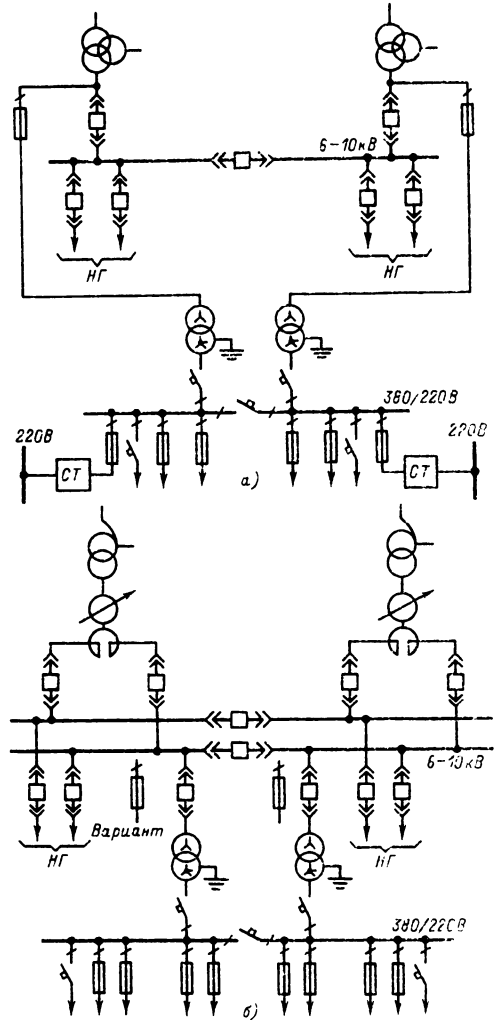 6-10кВ
НГ
НГ
380/220В
220В
220В
СТ
СТ
а)
6-10кВ
Вариант
НГ
НГ
380/220В
б)